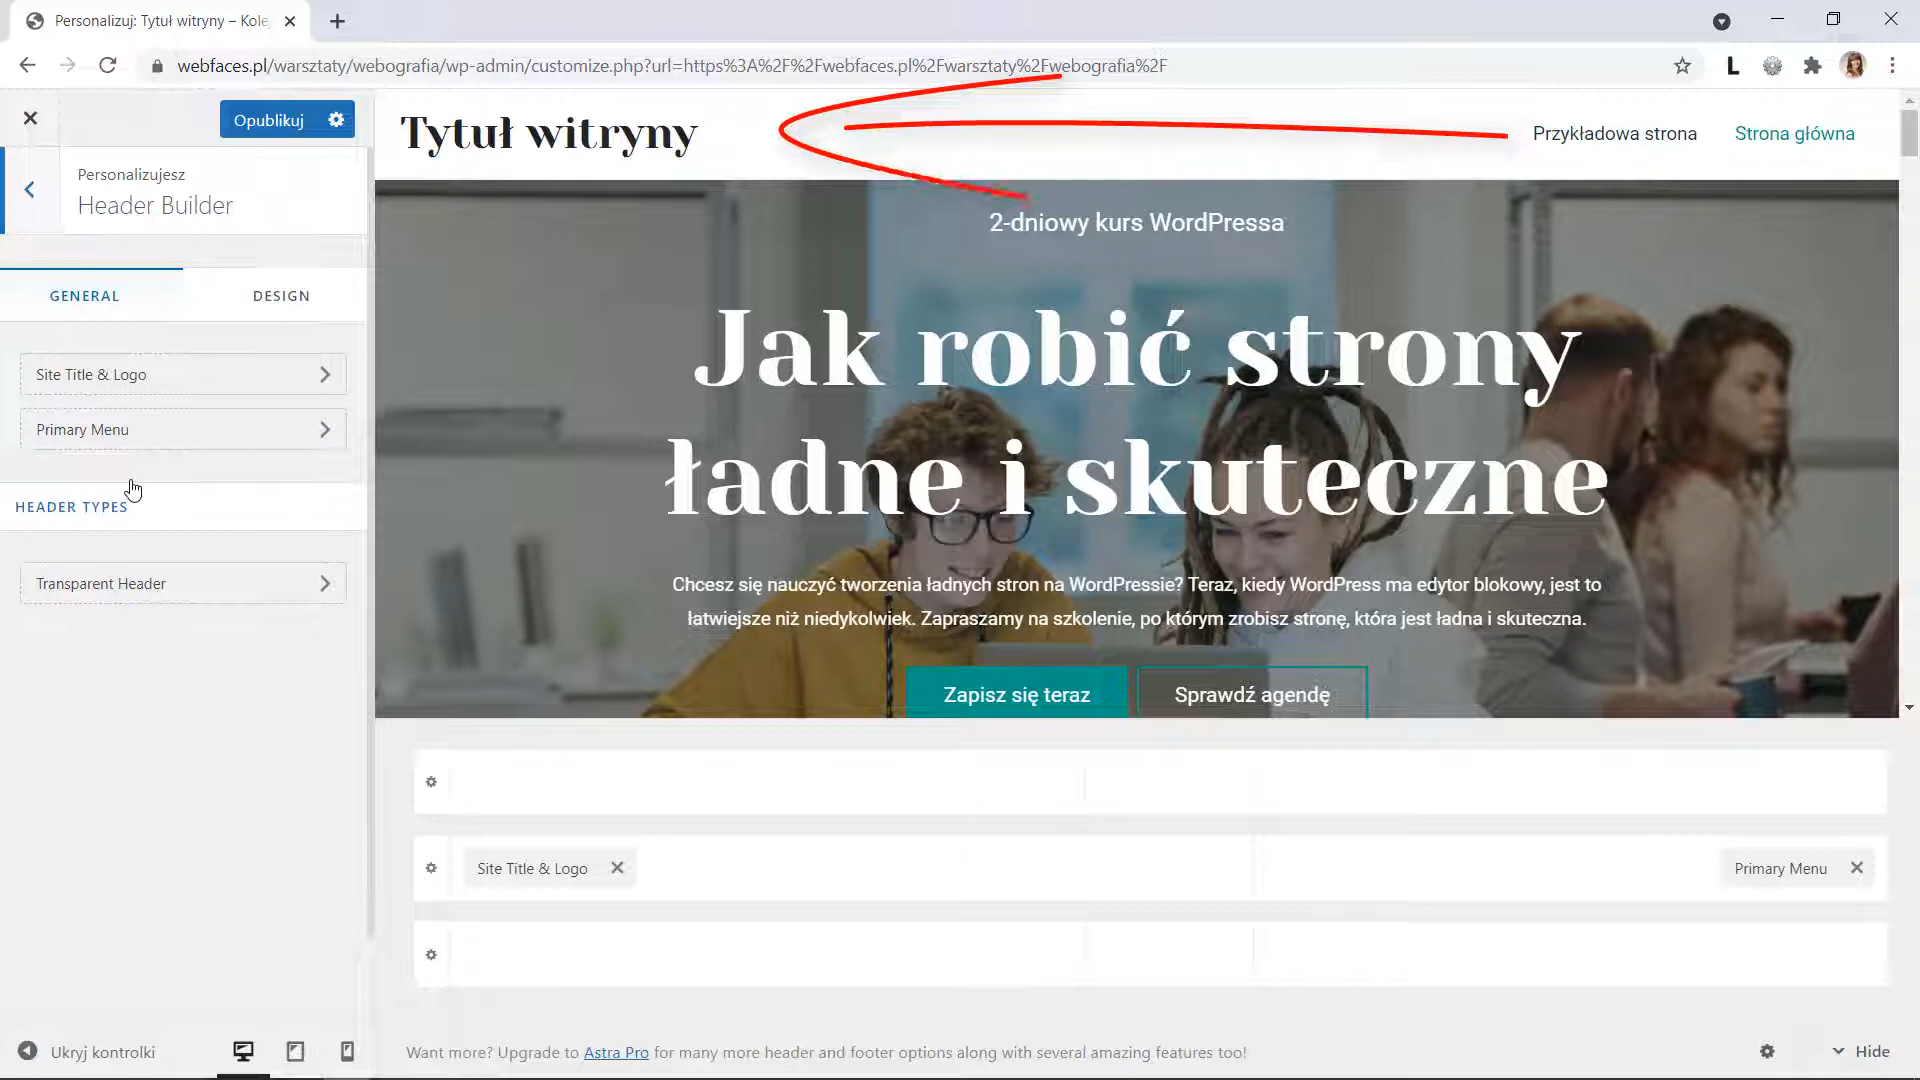 Personalizuj: Tytuł witryny – Kole
webfaces.pl/warsztaty/webografia/wp-admin/customize.php?url=https%3A%2F%2Fwebfaces.pl%2Fwarsztaty%2Fwebografia%2F
L
Opublikuj
Personalizujesz
Header Builder
GENERAL
DESIGN
Site Title & Logo
Primary Menu
HEADER TYPES
Transparent Header
Ukryj kontrolki
Tytuł witryny
Przykładowa strona
Strona główna
2-dniowy kurs WordPressa
Jak robić strony
ładne i skuteczne
Chcesz się nauczyć tworzenia ładnych stron na WordPressie? Teraz, kiedy WordPress ma edytor blokowy, jest to
łatwiejsze niż niedykolwiek. Zapraszamy na szkolenie, po którym zrobisz stronę, która jest ładna i skuteczna.
Zapisz się teraz
Sprawdź agendę
Site Title & Logo
Primary Menu
Want more? Upgrade to Astra Pro for many more header and footer options along with several amazing features too!
Hide